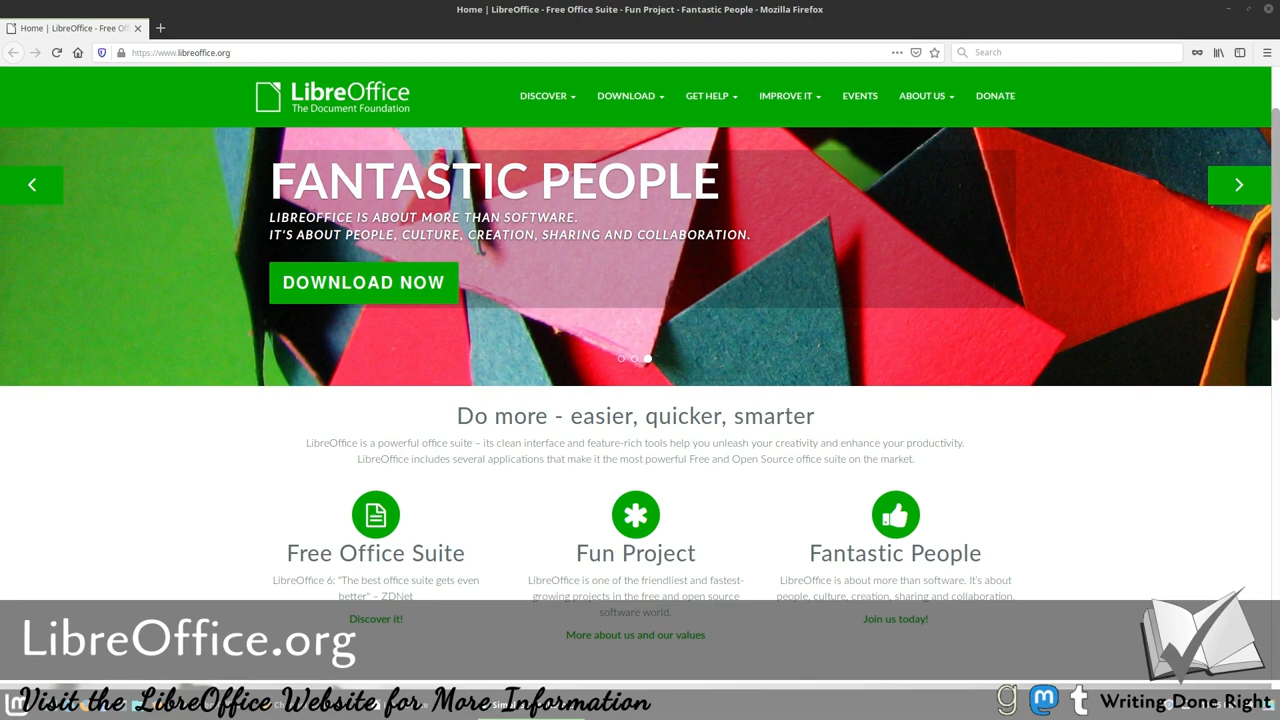 Home | LibreOffice - Free Office Suite - Fun Project - Fantastic People - Mozilla Firefox
Home | LibreOffice - Free Of
https://www.libreoffice.org
Search
LibreOffice
The Document Foundation
DISCOVER
DOWNLOAD
GET HELP
IMPROVE IT
EVENTS
ABOUT US
DONATE
FANTASTIC PEOPLE
LIBREOFFICE IS ABOUT MORE THAN SOFTWARE.
IT'S ABOUT PEOPLE, CULTURE, CREATION, SHARING AND COLLABORATION.
DOWNLOAD NOW
Do more - easier, quicker, smarter
LibreOffice is a powerful office suite – its clean interface and feature-rich tools help you unleash your creativity and enhance your productivity.
LibreOffice includes several applications that make it the most powerful Free and Open Source office suite on the market.
Free Office Suite
LibreOffice 6: "The best office suite gets even
better" – ZDNet
Discover it!
Fun Project
LibreOffice is one of the friendliest and fastest-
growing projects in the free and open source
software world.
More about us and our values
Fantastic People
LibreOffice is about more than software. It's about
people, culture, creation, sharing and collaboration.
Join us today!
LibreOffice.org
Visit the LibreOffice Website for More Information
Writing Done Right